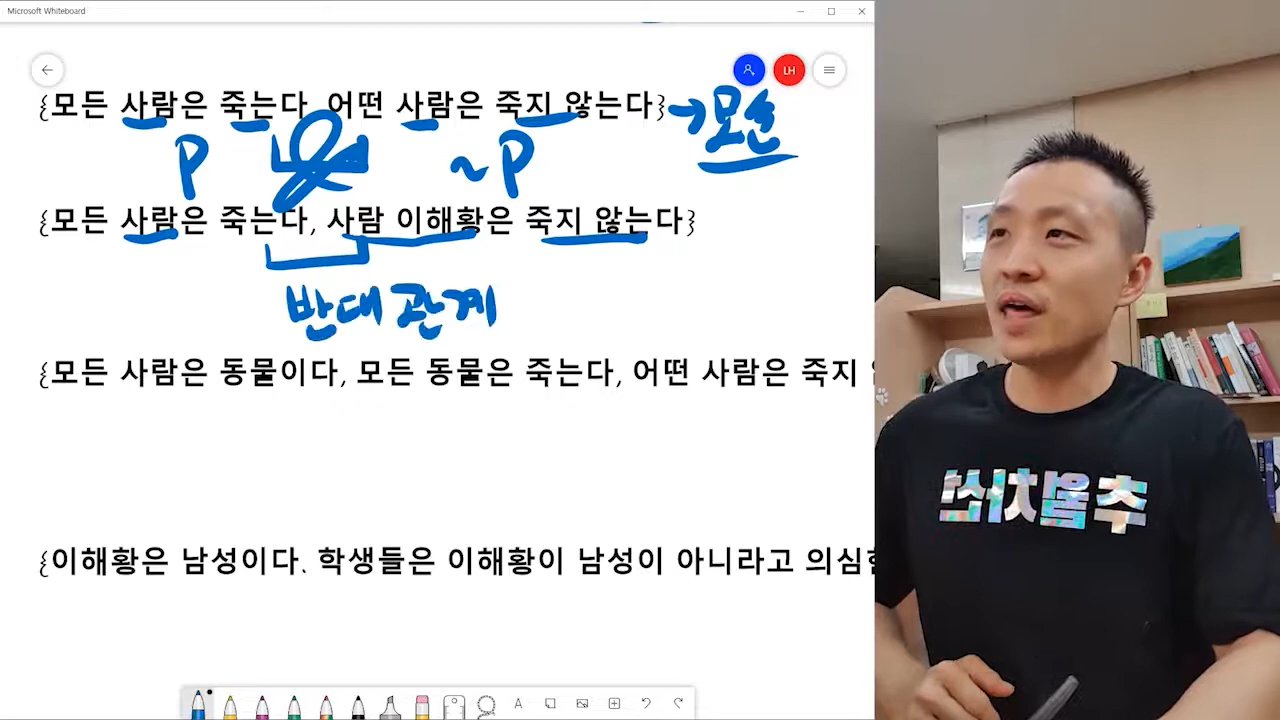 Microsoft Whiteboard
LH
{모든 사람은 죽는다, 어떤 사람은 죽지 않는다}→모순
P ~P
{모든 사람은 죽는다, 사람 이해황은 죽지 않는다}
반대 관계
{모든 사람은 동물이다, 모든 동물은 죽는다, 어떤 사람은 죽지
{이해황은 남성이다. 학생들은 이해황이 남성이 아니라고 의심
추월차선
A